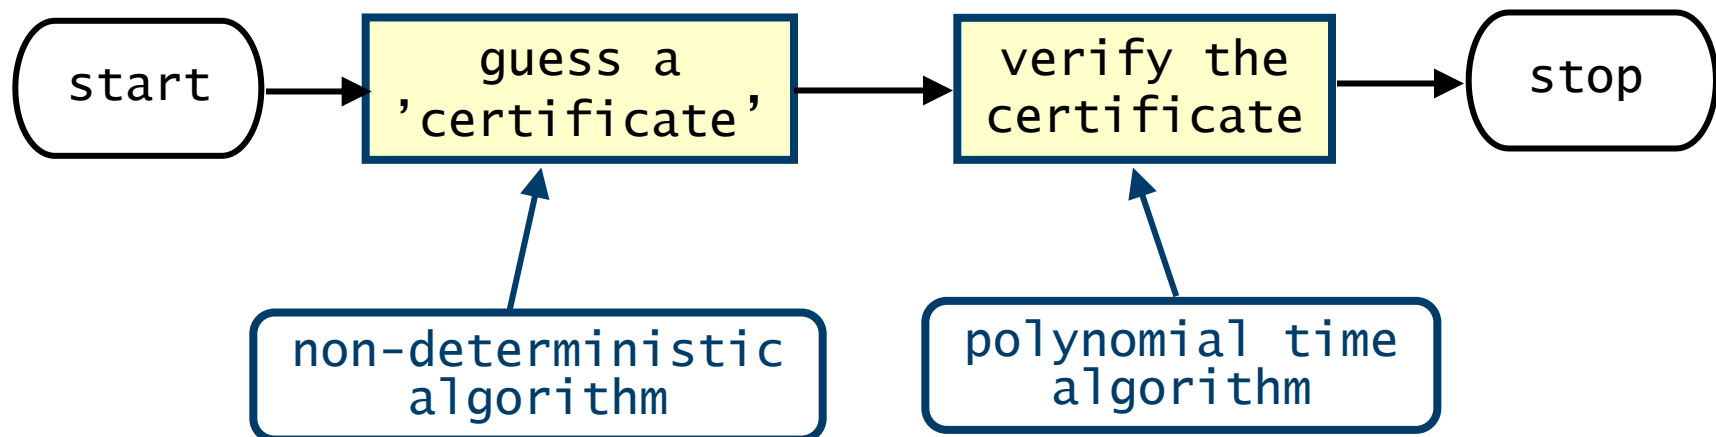 start
guess a
’certificate’
verify the
certificate
stop
non-deterministic
algorithm
polynomial time
algorithm